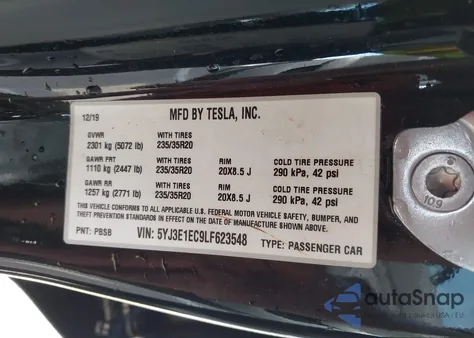 12/19 MFD BY TESLA, INC.
GVWR WITH TIRES
2301 kg (5072 lb) 235/35R20
GAWR FRT WITH TIRES RIM COLD TIRE PRESSURE
1110 kg (2447 lb) 235/35R20 20X8.5 J 290 kPa, 42 psi
GAWR RR WITH TIRES RIM COLD TIRE PRESSURE
1257 kg (2771 lb) 235/35R20 20X8.5 J 290 kPa, 42 psi
THIS VEHICLE CONFORMS TO ALL APPLICABLE U.S. FEDERAL MOTOR VEHICLE SAFETY, BUMPER, AND
THEFT PREVENTION STANDARDS IN EFFECT ON THE DATE OF MANUFACTURE SHOWN ABOVE.
PNT: PBSB VIN: 5YJ3E1EC9LF623548 TYPE: PASSENGER CAR
109
autoSnap
USA / EU